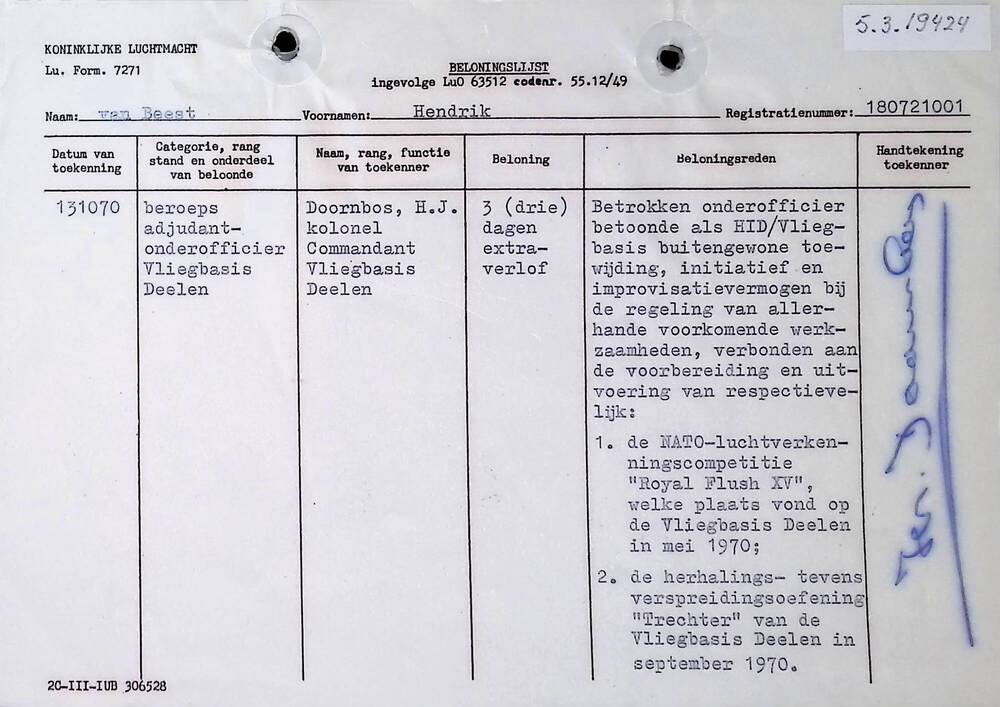 5.3.19424
KONINKLIJKE LUCHTMACHT
Lu. Form. 7271
BELONINGSLIJST
ingevolge LuO 63512 codenr. 55.12/49
Naam: van Beest Voornamen: Hendrik Registratienummer: 180721001
Datum van toekenning
Categorie, rang stand en onderdeel van beloonde
Naam, rang, functie van toekenner
Beloning
Beloningsreden
Handtekening toekenner
131070
beroeps
adjudant-
onderofficier
Vliegbasis
Deelen
Doornbos, H.J.
kolonel
Commandant
Vliegbasis
Deelen
3 (drie)
dagen
extra-
verlof
Betrokken onderofficier
betoonde als HID/Vlieg-
basis buitengewone toe-
wijding, initiatief en
improvisatievermogen bij
de regeling van aller-
hande voorkomende werk-
zaamheden, verbonden aan
de voorbereiding en uit-
voering van respectieve-
lijk:
1. de NATO-luchtverken-
ningscompetitie
"Royal Flush XV",
welke plaats vond op
de Vliegbasis Deelen
in mei 1970;
2. de herhalings- tevens
verspreidingsoefening
"Trechter" van de
Vliegbasis Deelen in
september 1970.
2C-III-IUB 306528